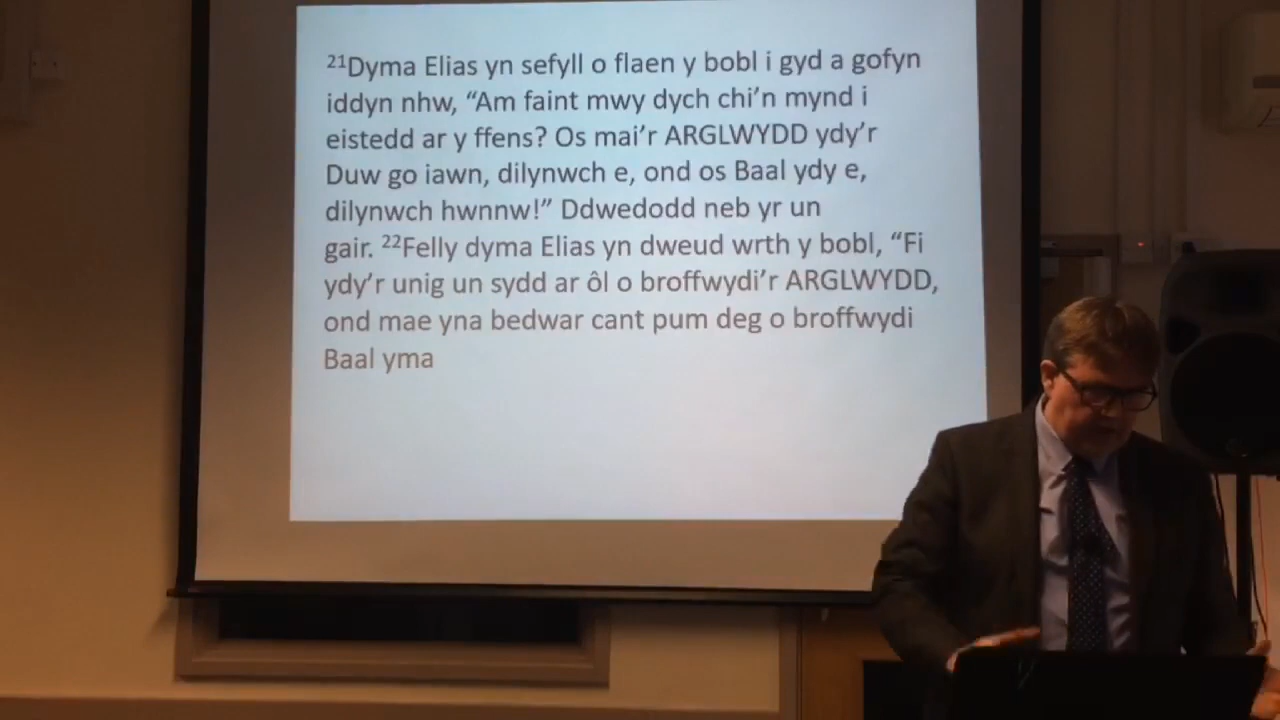 ²¹Dyma Elias yn sefyll o flaen y bobl i gyd a gofyn
iddyn nhw, “Am faint mwy dych chi’n mynd i
eistedd ar y ffens? Os mai’r ARGLWYDD ydy’r
Duw go iawn, dilynwch e, ond os Baal ydy e,
dilynwch hwnnw!” Ddwedodd neb yr un
gair. ²²Felly dyma Elias yn dweud wrth y bobl, “Fi
ydy’r unig un sydd ar ôl o broffwydi’r ARGLWYDD,
ond mae yna bedwar cant pum deg o broffwydi
Baal yma